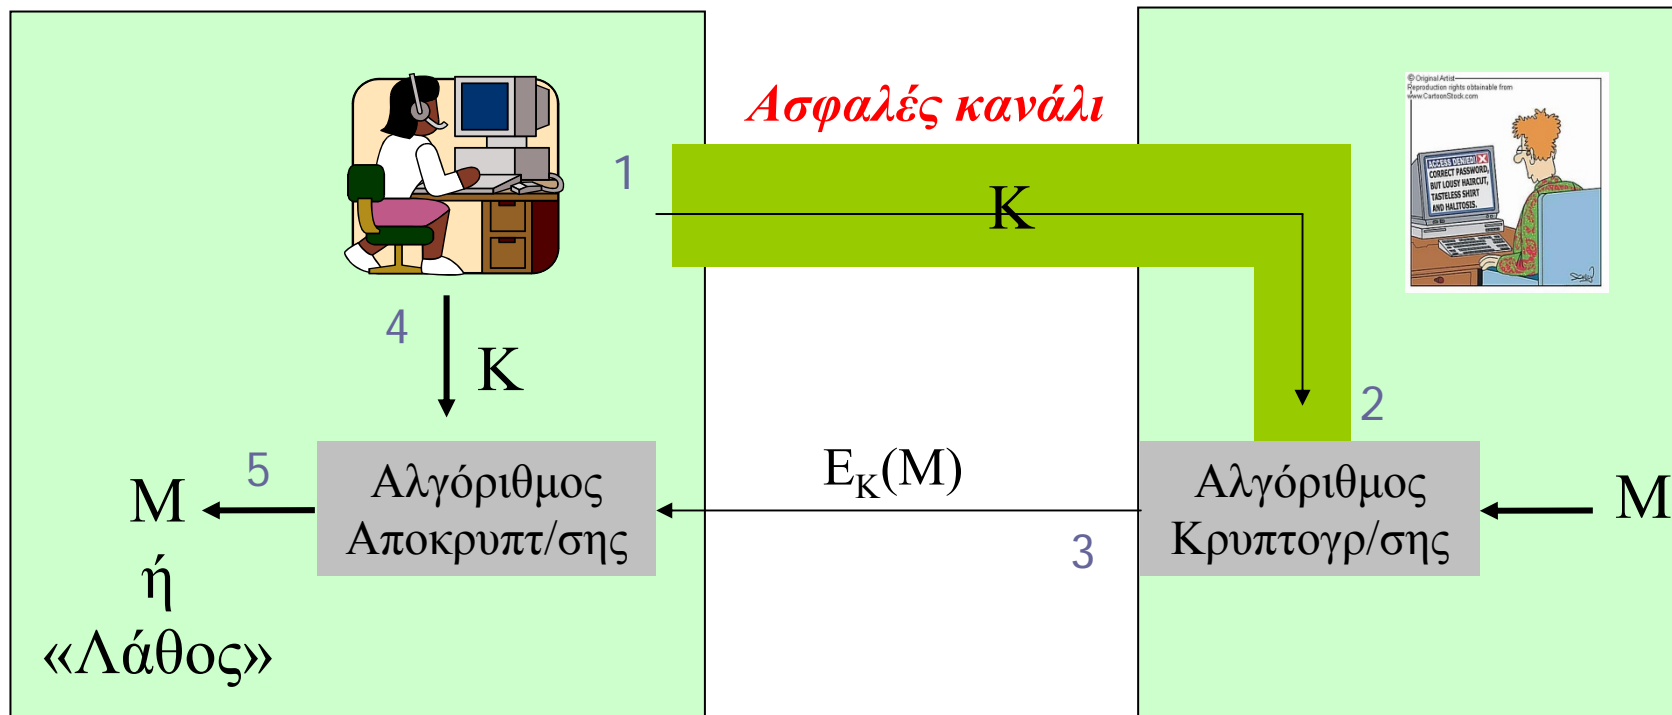 © Original Artist
Reproduction rights obtainable from
www.CartoonStock.com
Ασφαλές κανάλι
ACCESS DENIED!
CORRECT PASSWORD,
BUT LOUSY HAIRCUT,
TASTELESS SHIRT
AND HALITOSIS.
1
K
4
K
2
5
E_K(M)
M
Αλγόριθμος
Αποκρυπτ/σης
Αλγόριθμος
Κρυπτογρ/σης
M
3
ή
«Λάθος»